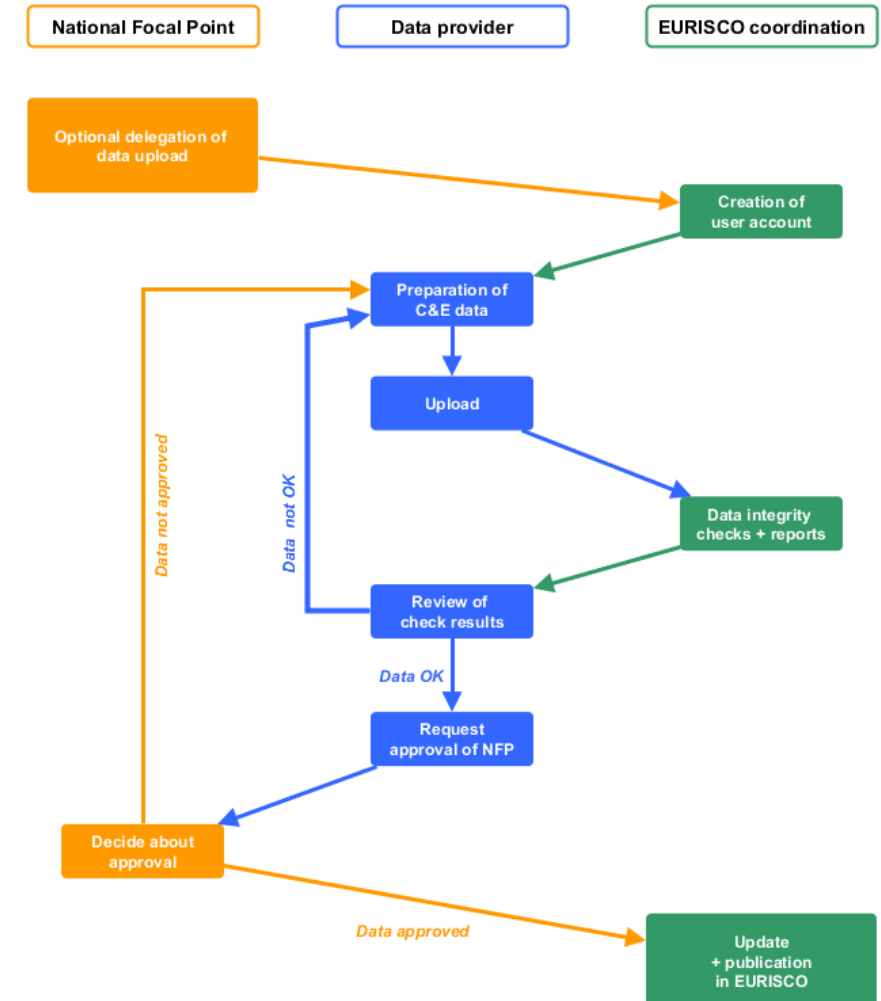 National Focal Point
Data provider
EURISCO coordination
Optional delegation of
data upload
Creation of
user account
Preparation of
C&E data
Upload
Data not approved
Data not OK
Data integrity
checks + reports
Review of
check results
Data OK
Request
approval of NFP
Decide about
approval
Data approved
Update
+ publication
in EURISCO